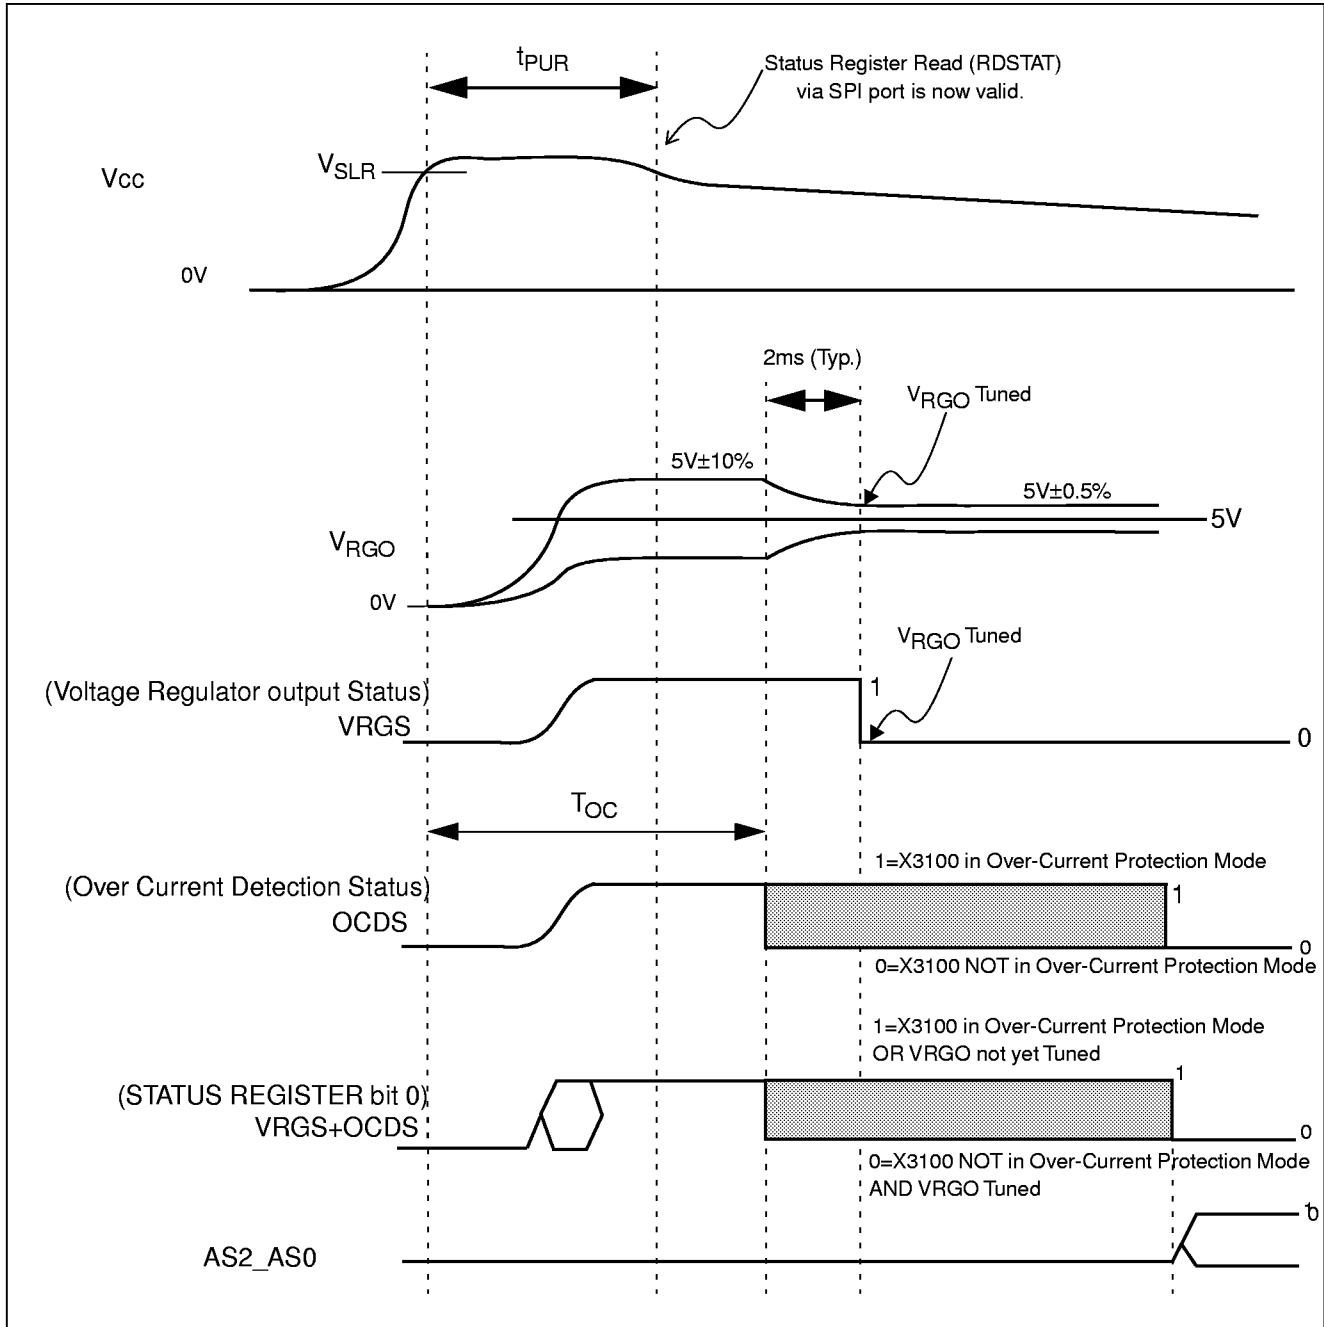 tPUR
Status Register Read (RDSTAT)
via SPI port is now valid.
VSLR
Vcc
0V
2ms (Typ.)
VRGO Tuned
5V±10%
5V±0.5%
5V
VRGO
0V
VRGO Tuned
(Voltage Regulator output Status)
1
VRGS
0
TOC
1=X3100 in Over-Current Protection Mode
(Over Current Detection Status)
1
OCDS
0
0=X3100 NOT in Over-Current Protection Mode
1=X3100 in Over-Current Protection Mode
OR VRGO not yet Tuned
1
(STATUS REGISTER bit 0)
VRGS+OCDS
0
0=X3100 NOT in Over-Current Protection Mode
AND VRGO Tuned
AS2_AS0